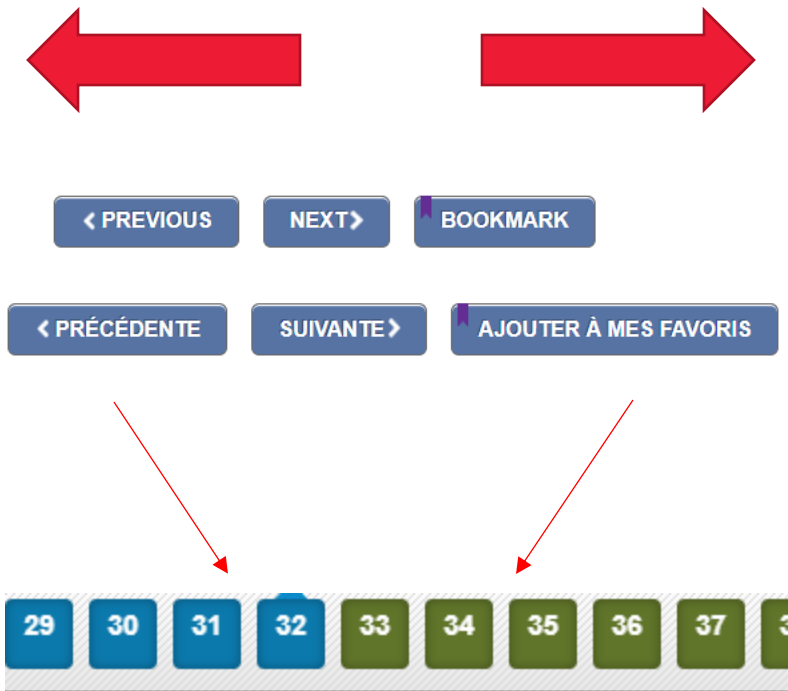 PREVIOUS NEXT BOOKMARK
PRÉCÉDENTE SUIVANTE AJOUTER À MES FAVORIS
29 30 31 32 33 34 35 36 37